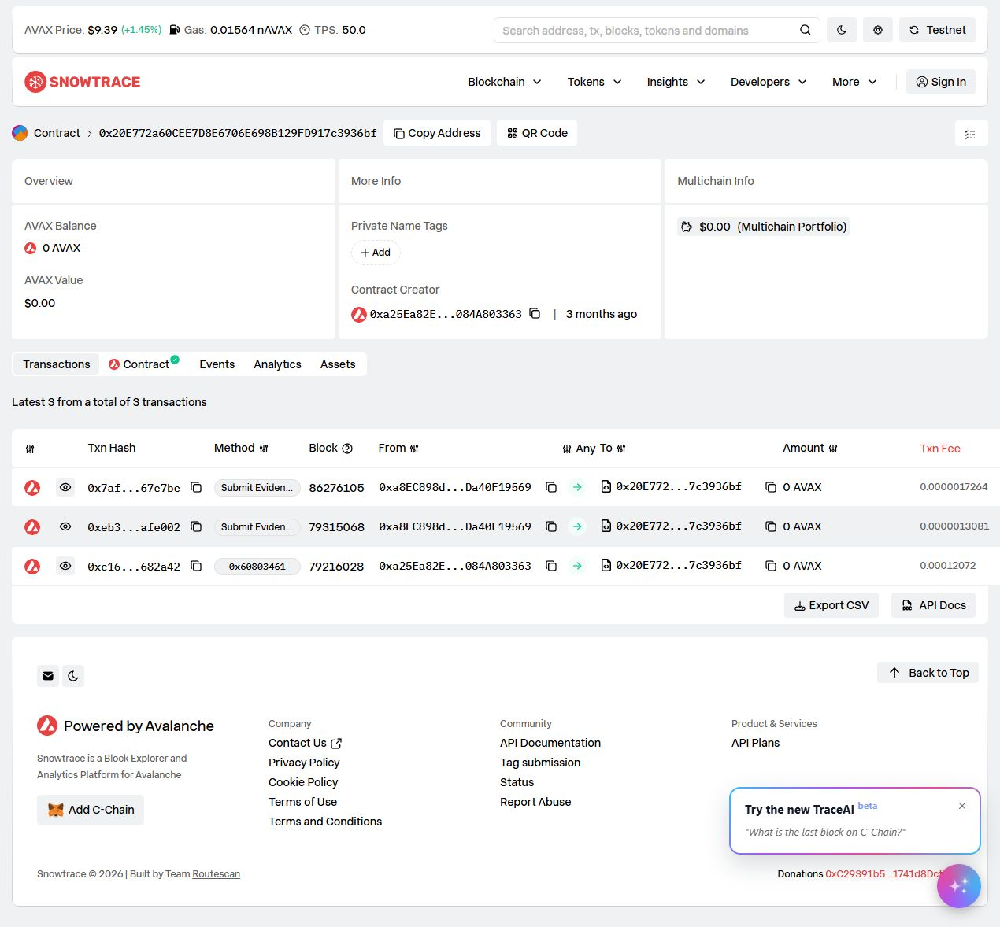 AVAX Price: $9.39 (+1.45%) Gas: 0.01564 nAVAX TPS: 50.0
Search address, tx, blocks, tokens and domains
Testnet
SNOWTRACE
Blockchain Tokens Insights Developers More Sign In
Contract > 0x20E772a60CEE7D8E6706E698B129FD917c3936bf Copy Address QR Code
Overview
AVAX Balance
0 AVAX
AVAX Value
$0.00
More Info
Private Name Tags
+ Add
Contract Creator
0xa25Ea82E...084A803363 | 3 months ago
Multichain Info
$0.00 (Multichain Portfolio)
Transactions Contract Events Analytics Assets
Latest 3 from a total of 3 transactions
Txn Hash Method Block From Any To Amount Txn Fee
0x7af...67e7be Submit Eviden... 86276105 0xa8EC898d...Da40F19569 0x20E772...7c3936bf 0 AVAX 0.0000017264
0xeb3...afe002 Submit Eviden... 79315068 0xa8EC898d...Da40F19569 0x20E772...7c3936bf 0 AVAX 0.0000013081
0xc16...682a42 0x60803461 79216028 0xa25Ea82E...084A803363 0x20E772...7c3936bf 0 AVAX 0.00012072
Export CSV API Docs
Back to Top
Powered by Avalanche
Snowtrace is a Block Explorer and
Analytics Platform for Avalanche
Add C-Chain
Company
Contact Us
Privacy Policy
Cookie Policy
Terms of Use
Terms and Conditions
Community
API Documentation
Tag submission
Status
Report Abuse
Product & Services
API Plans
Try the new TraceAI beta
"What is the last block on C-Chain?"
Snowtrace © 2026 | Built by Team Routescan
Donations 0xC29391b5...1741d8Dcf